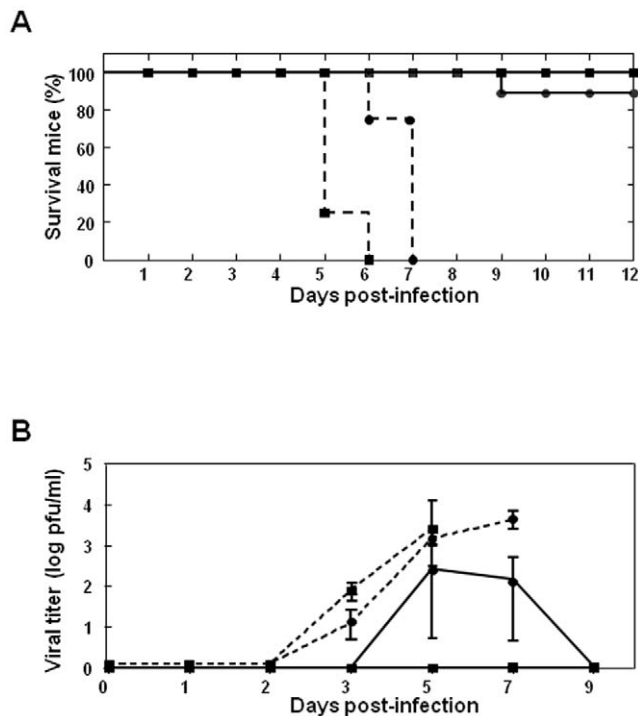 A
Survival mice (%)
100
80
60
40
20
0
1 2 3 4 5 6 7 8 9 10 11 12
Days post-infection
B
Viral titer (log pfu/ml)
5
4
3
2
1
0
0 1 2 3 5 7 9
Days post-infection